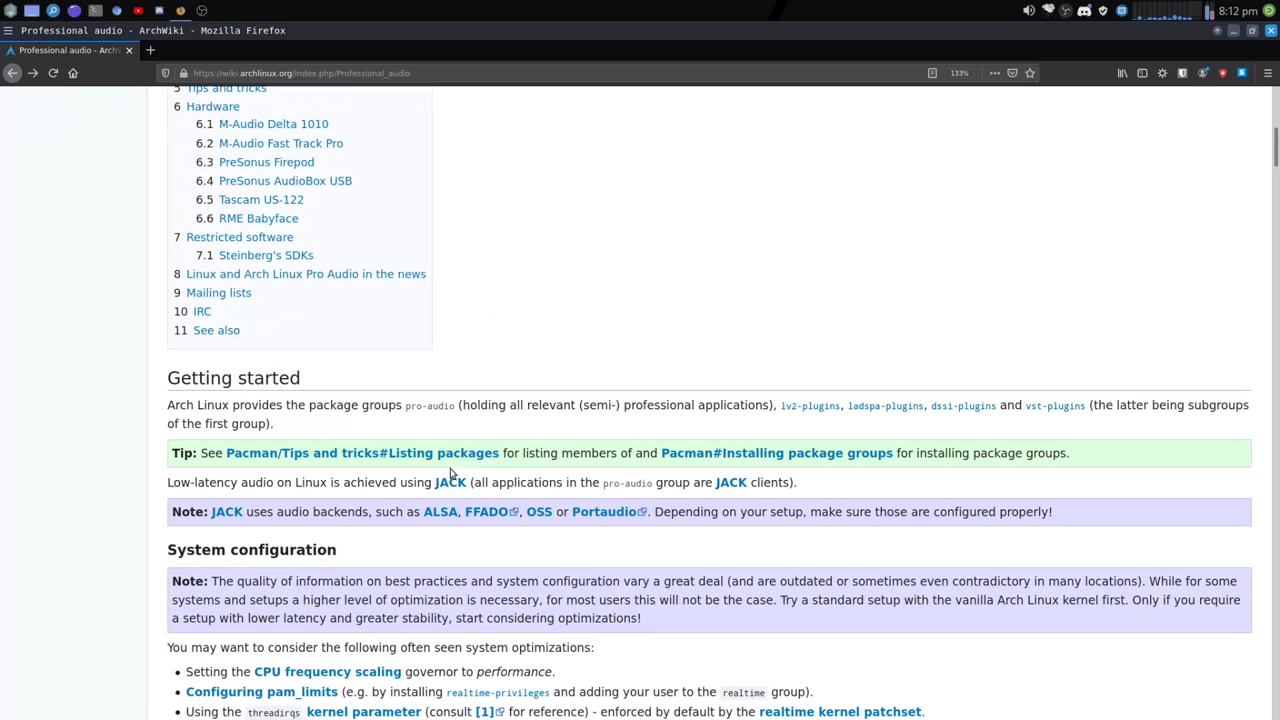 8:12 pm
Professional audio - ArchWiki - Mozilla Firefox
Professional audio - ArchW
https://wiki.archlinux.org/index.php/Professional_audio
133%
5 Tips and tricks
6 Hardware
6.1 M-Audio Delta 1010
6.2 M-Audio Fast Track Pro
6.3 PreSonus Firepod
6.4 PreSonus AudioBox USB
6.5 Tascam US-122
6.6 RME Babyface
7 Restricted software
7.1 Steinberg's SDKs
8 Linux and Arch Linux Pro Audio in the news
9 Mailing lists
10 IRC
11 See also
Getting started
Arch Linux provides the package groups pro-audio (holding all relevant (semi-) professional applications), lv2-plugins, ladspa-plugins, dssi-plugins and vst-plugins (the latter being subgroups
of the first group).
Tip: See Pacman/Tips and tricks#Listing packages for listing members of and Pacman#Installing package groups for installing package groups.
Low-latency audio on Linux is achieved using JACK (all applications in the pro-audio group are JACK clients).
Note: JACK uses audio backends, such as ALSA, FFADO, OSS or Portaudio. Depending on your setup, make sure those are configured properly!
System configuration
Note: The quality of information on best practices and system configuration vary a great deal (and are outdated or sometimes even contradictory in many locations). While for some
systems and setups a higher level of optimization is necessary, for most users this will not be the case. Try a standard setup with the vanilla Arch Linux kernel first. Only if you require
a setup with lower latency and greater stability, start considering optimizations!
You may want to consider the following often seen system optimizations:
• Setting the CPU frequency scaling governor to performance.
• Configuring pam_limits (e.g. by installing realtime-privileges and adding your user to the realtime group).
• Using the threadirqs kernel parameter (consult [1] for reference) - enforced by default by the realtime kernel patchset.